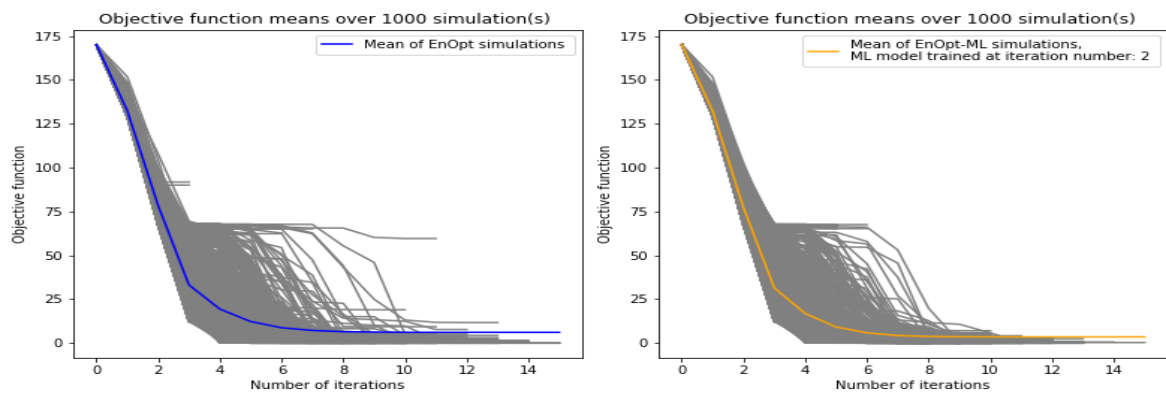 Objective function means over 1000 simulation(s)
175
150
125
100
75
50
25
0
Objective function
Mean of EnOpt simulations
0 2 4 6 8 10 12 14
Number of iterations
Objective function means over 1000 simulation(s)
175
150
125
100
75
50
25
0
Objective function
Mean of EnOpt-ML simulations,
ML model trained at iteration number: 2
0 2 4 6 8 10 12 14
Number of iterations